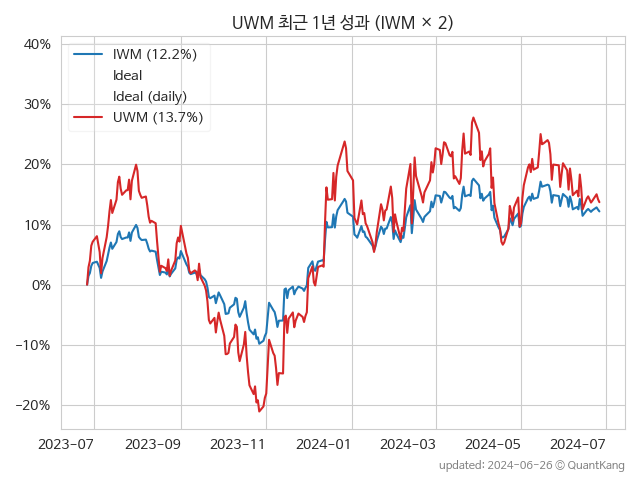 UWM 최근 1년 성과 (IWM × 2)
40%
30%
20%
10%
0%
−10%
−20%
IWM (12.2%)
Ideal
Ideal (daily)
UWM (13.7%)
2023-07
2023-09
2023-11
2024-01
2024-03
2024-05
2024-07
updated: 2024-06-26 © QuantKang